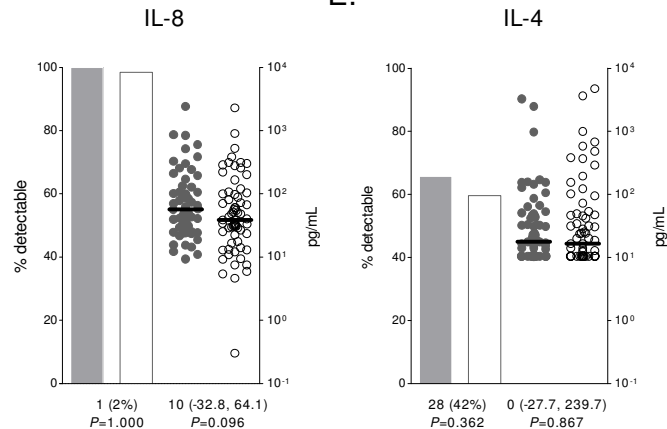 E.
IL-8
IL-4
100
80
60
40
20
0
% detectable
10⁴
10³
10²
10¹
10⁰
10⁻¹
pg/mL
1 (2%) 10 (-32.8, 64.1)
P=1.000 P=0.096
100
80
60
40
20
0
% detectable
10⁴
10³
10²
10¹
10⁰
10⁻¹
pg/mL
28 (42%) 0 (-27.7, 239.7)
P=0.362 P=0.867